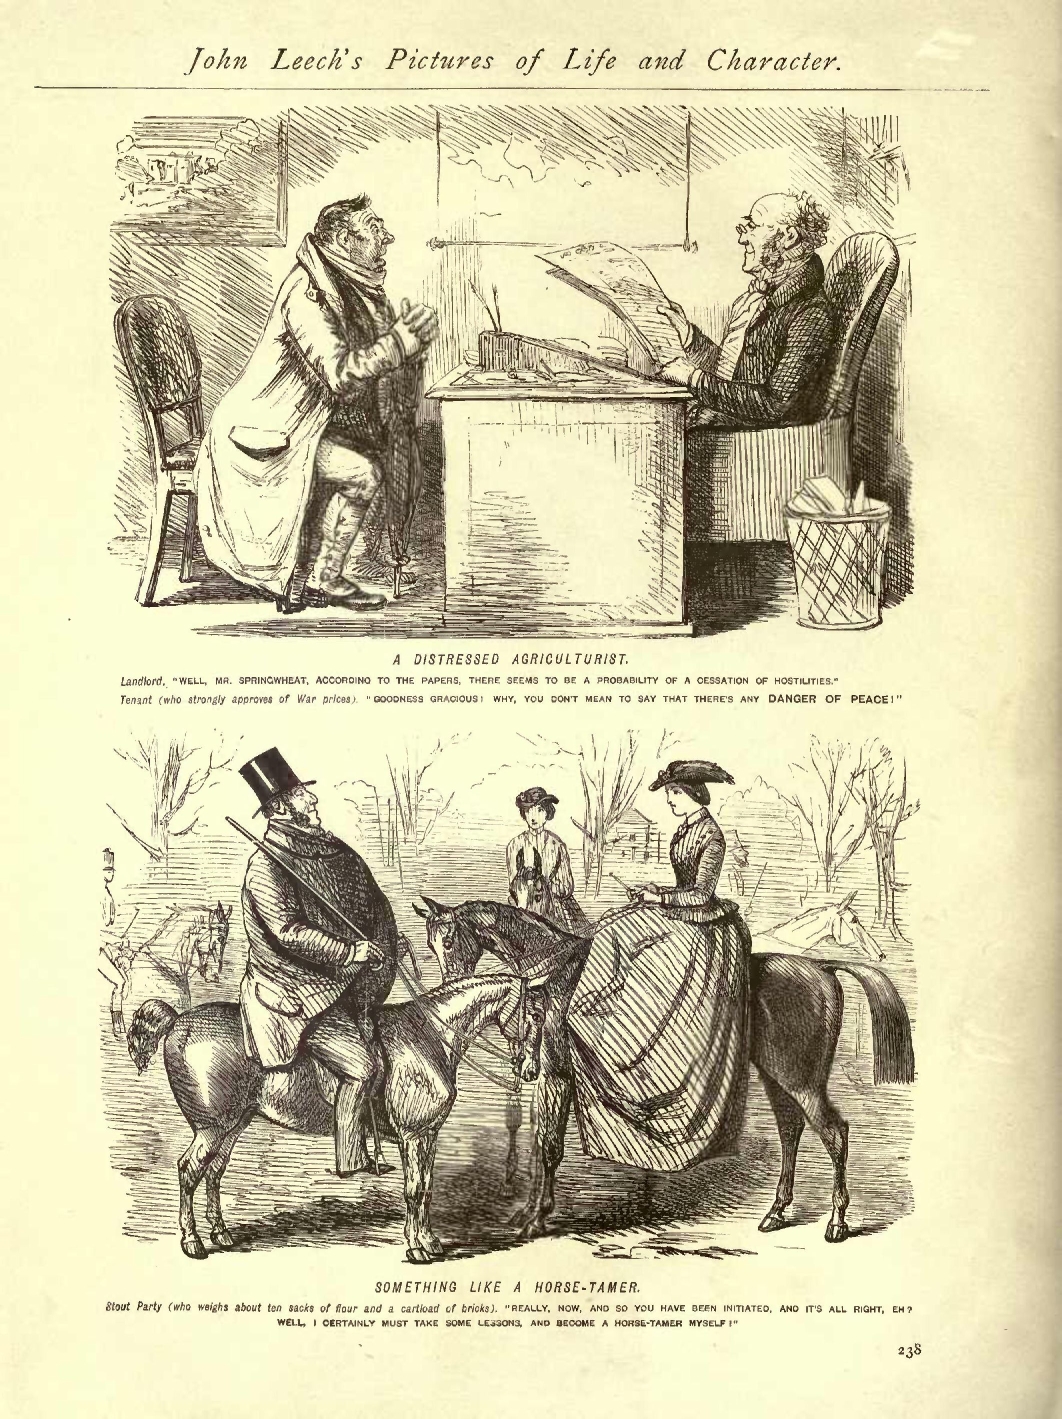 John Leech's Pictures of Life and Character.
A DISTRESSED AGRICULTURIST.
Landlord. "WELL, MR. SPRINGWHEAT, ACCORDING TO THE PAPERS, THERE SEEMS TO BE A PROBABILITY OF A CESSATION OF HOSTILITIES."
Tenant (who strongly approves of War prices). "GOODNESS GRACIOUS! WHY, YOU DON'T MEAN TO SAY THAT THERE'S ANY DANGER OF PEACE!"
SOMETHING LIKE A HORSE-TAMER.
Stout Party (who weighs about ten sacks of flour and a cartload of bricks). "REALLY, NOW, AND SO YOU HAVE BEEN INITIATED, AND IT'S ALL RIGHT, EH?
WELL, I CERTAINLY MUST TAKE SOME LESSONS, AND BECOME A HORSE-TAMER MYSELF!"
238